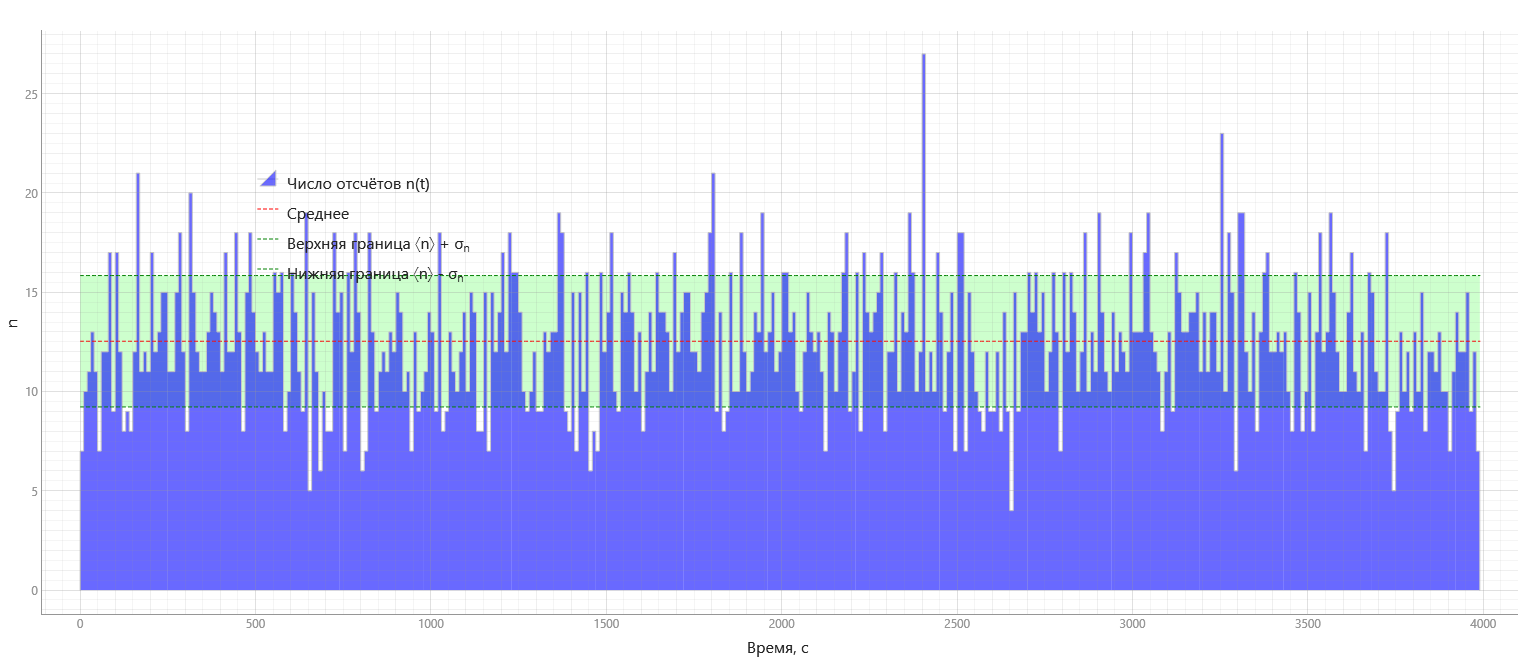 25
20
15
10
5
0
n
Число отсчётов n(t)
Среднее
Верхняя граница ⟨n⟩ + σₙ
Нижняя граница ⟨n⟩ - σₙ
0 500 1000 1500 2000 2500 3000 3500 4000
Время, с